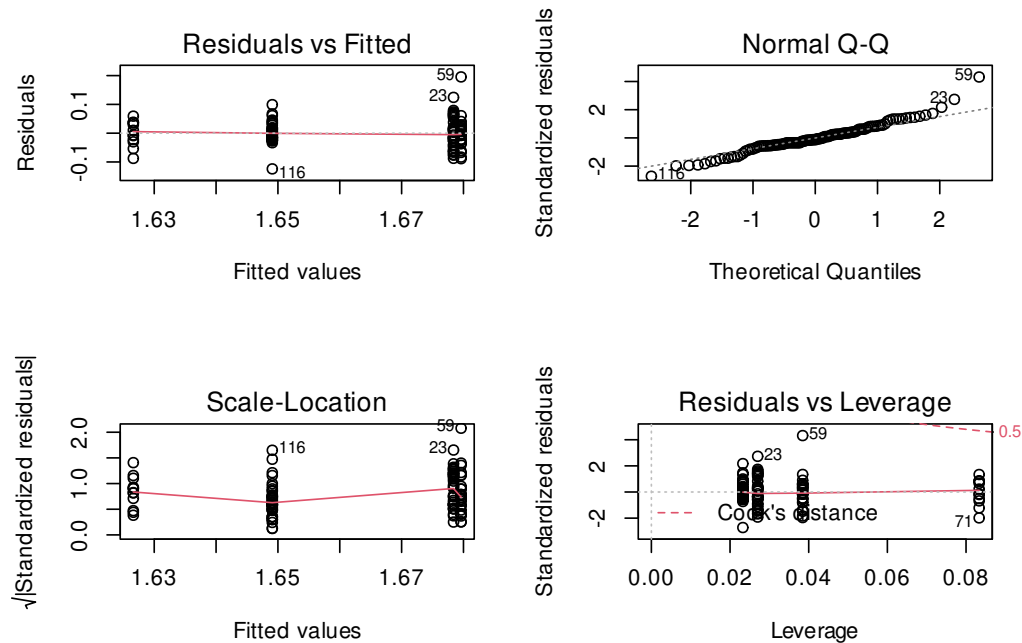 Residuals vs Fitted
Residuals
0.1
-0.1
59
23
116
1.63
1.65
1.67
Fitted values
Normal Q-Q
Standardized residuals
2
-2
59
23
116
-2
-1
0
1
2
Theoretical Quantiles
Scale-Location
√|Standardized residuals|
2.0
1.0
0.0
59
116
23
1.63
1.65
1.67
Fitted values
Residuals vs Leverage
Standardized residuals
2
-2
59
23
71
0.5
Cook's distance
0.00
0.02
0.04
0.06
0.08
Leverage